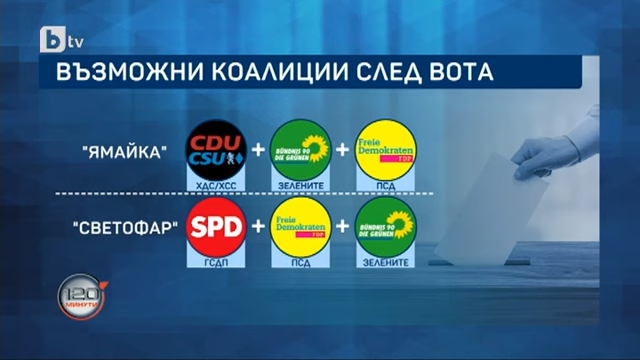 btv
ВЪЗМОЖНИ КОАЛИЦИИ СЛЕД ВОТА
"ЯМАЙКА"
CDU
CSU
+
BÜNDNIS 90
DIE GRÜNEN
+
Freie
Demokraten
FDP
ХДС/ХСС
ЗЕЛЕНИТЕ
ПСД
"СВЕТОФАР"
SPD
+
Freie
Demokraten
FDP
+
BÜNDNIS 90
DIE GRÜNEN
ГСДП
ПСД
ЗЕЛЕНИТЕ
120
МИНУТИ